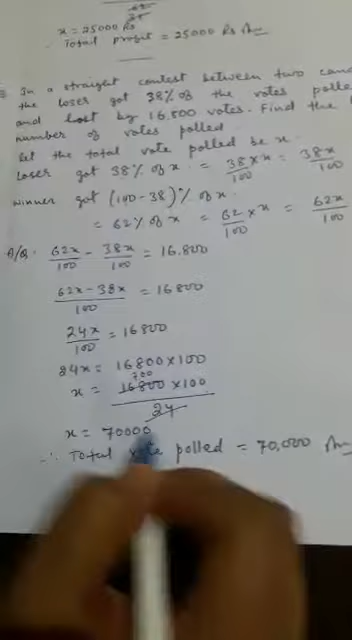 x = 25000 Rs
∴ Total Profit = 25000 Rs Ans
In a straight contest between two
the loser got 38% of the votes polled
and lost by 16,800 votes. Find the
number of votes polled
Let the total vote polled be x.
Loser got 38% of x = 38/100 × x = 38x/100
Winner got (100-38)% of x.
= 62% of x = 62/100 × x = 62x/100
62x/100 - 38x/100 = 16,800
62x-38x/100 = 16800
24x/100 = 16800
24x = 16800×100
700
x = 16800 ×100/24
x = 70000
∴ Total vote polled = 70,000 Ans